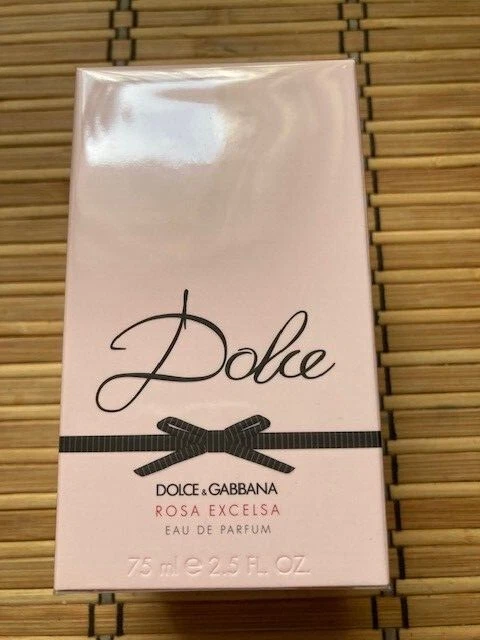 Dolce
DOLCE & GABBANA
ROSA EXCELSA
EAU DE PARFUM
75 ml e 2.5 FL. OZ.